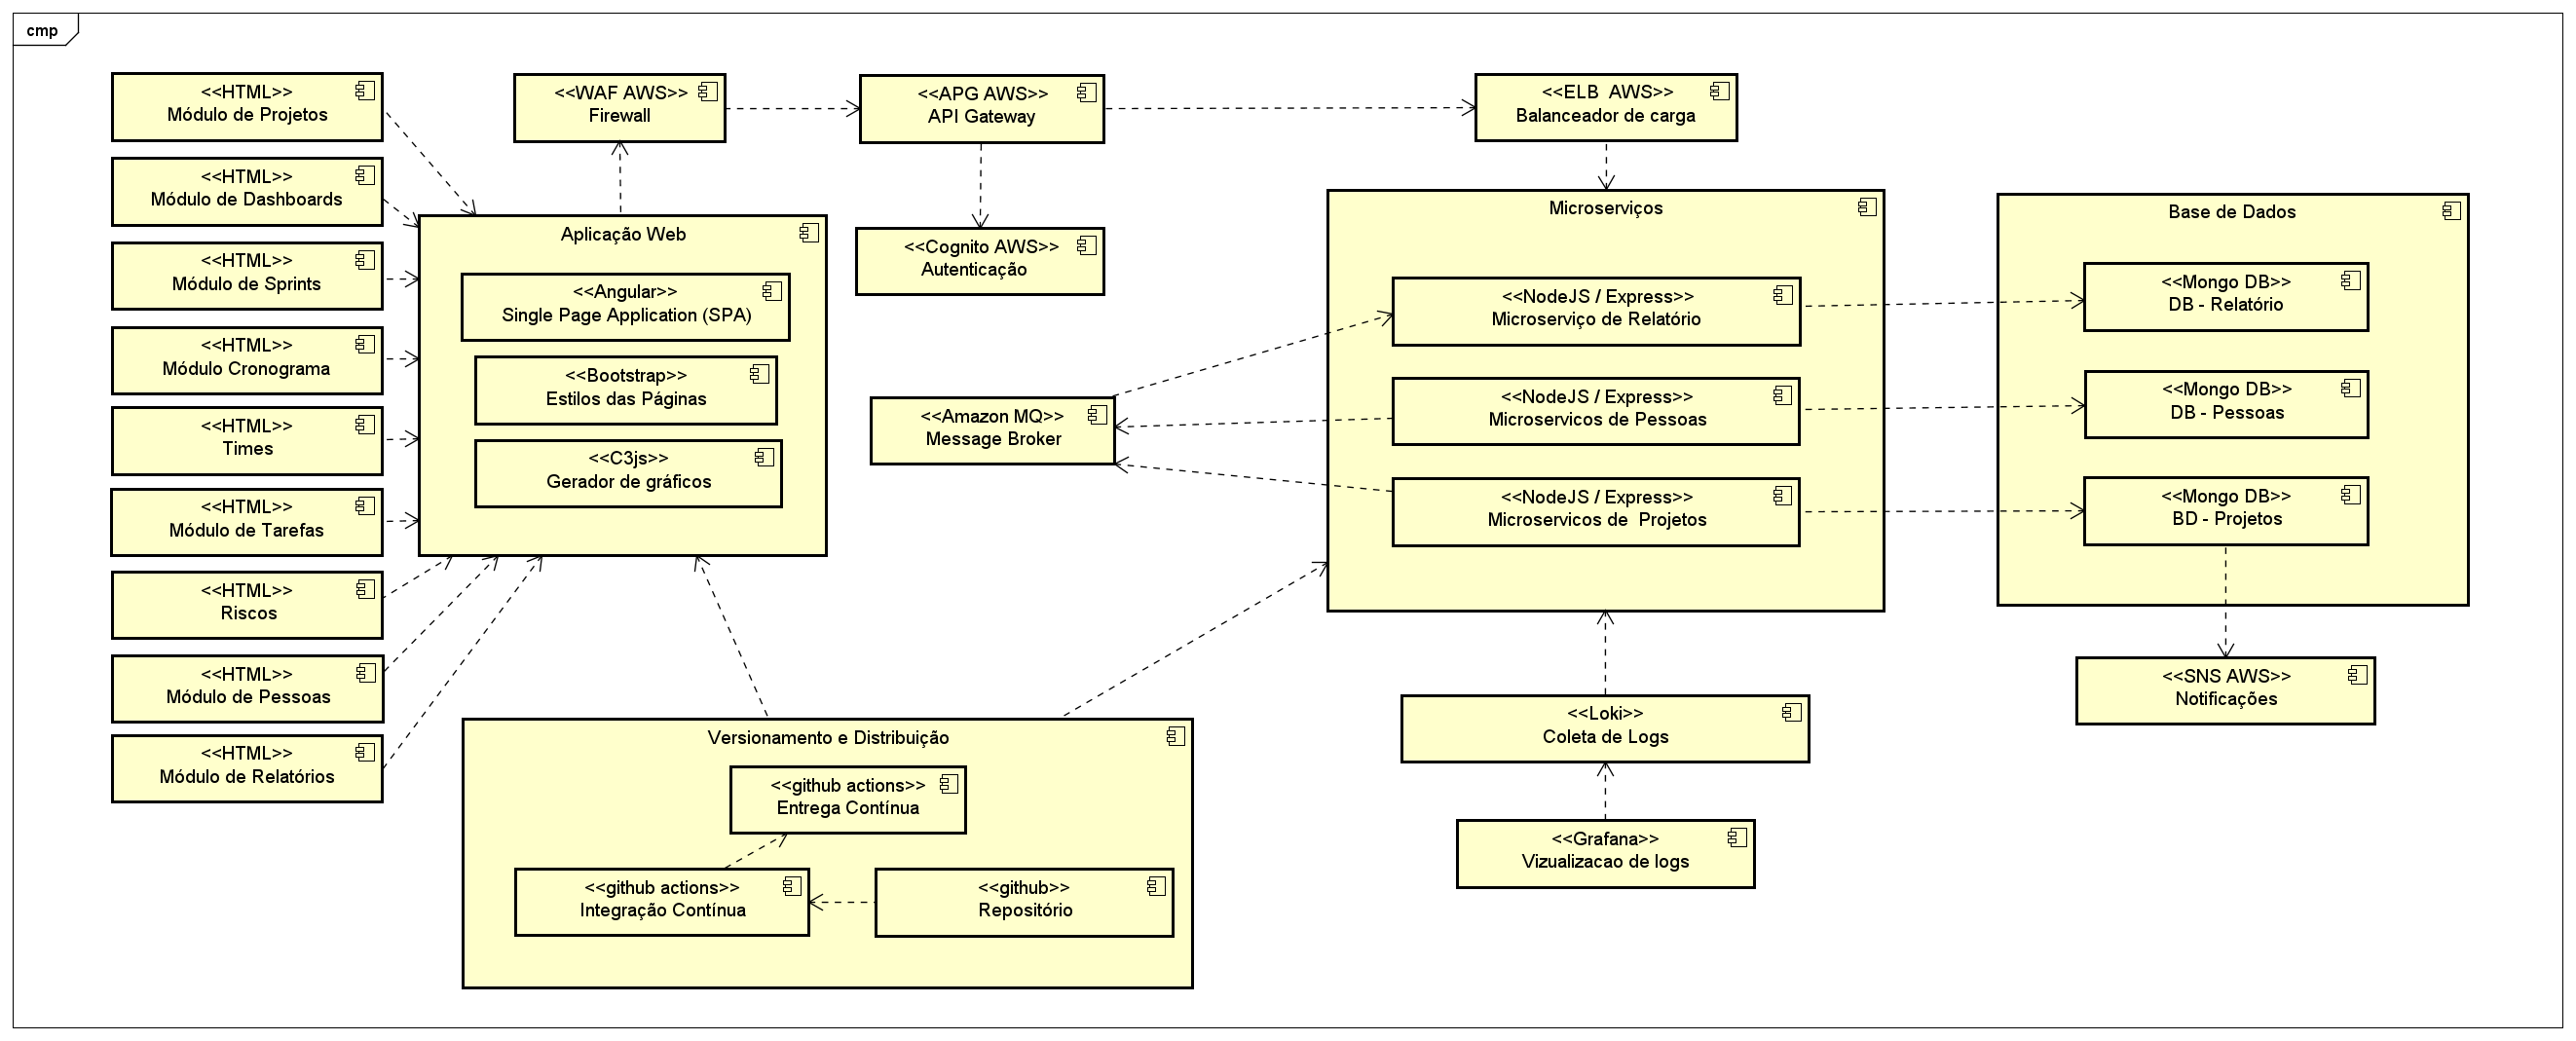 cmp
<<HTML>>
Módulo de Projetos
<<HTML>>
Módulo de Dashboards
<<HTML>>
Módulo de Sprints
<<HTML>>
Módulo Cronograma
<<HTML>>
Times
<<HTML>>
Módulo de Tarefas
<<HTML>>
Riscos
<<HTML>>
Módulo de Pessoas
<<HTML>>
Módulo de Relatórios
<<WAF AWS>>
Firewall
Aplicação Web
<<Angular>>
Single Page Application (SPA)
<<Bootstrap>>
Estilos das Páginas
<<C3js>>
Gerador de gráficos
<<APG AWS>>
API Gateway
<<Cognito AWS>>
Autenticação
<<Amazon MQ>>
Message Broker
Versionamento e Distribuição
<<github actions>>
Entrega Contínua
<<github actions>>
Integração Contínua
<<github>>
Repositório
<<ELB  AWS>>
Balanceador de carga
Microserviços
<<NodeJS / Express>>
Microserviço de Relatório
<<NodeJS / Express>>
Microservicos de Pessoas
<<NodeJS / Express>>
Microservicos de  Projetos
<<Loki>>
Coleta de Logs
<<Grafana>>
Vizualizacao de logs
Base de Dados
<<Mongo DB>>
DB - Relatório
<<Mongo DB>>
DB - Pessoas
<<Mongo DB>>
BD - Projetos
<<SNS AWS>>
Notificações